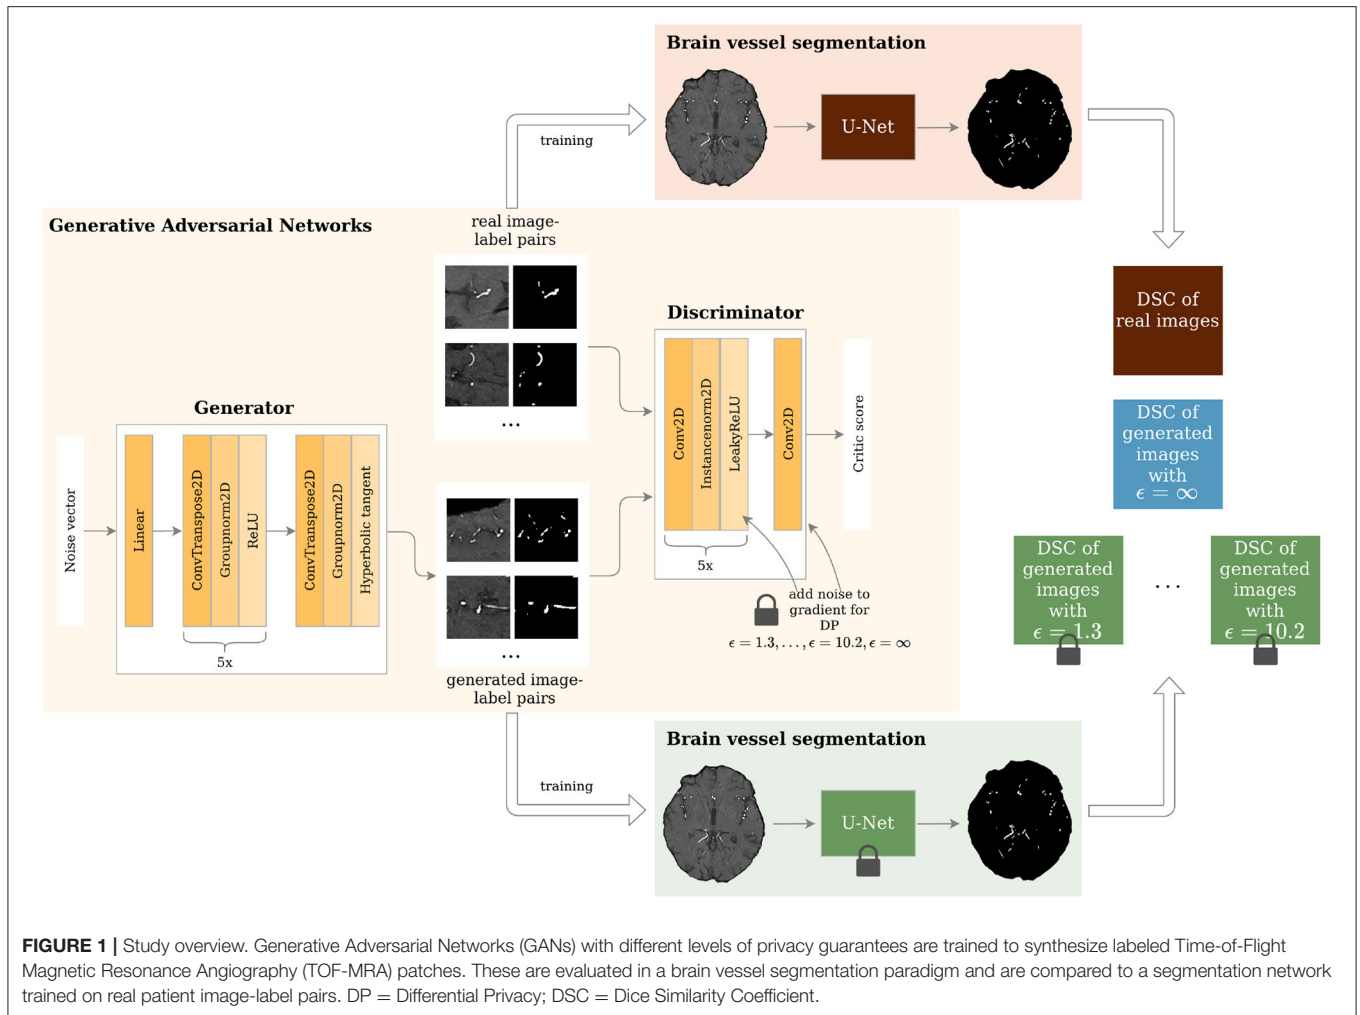 Brain vessel segmentation
U-Net
training
Generative Adversarial Networks
real image-
label pairs
...
Discriminator
Conv2D
Instancenorm2D
LeakyReLU
Conv2D
Critic score
5x
add noise to
gradient for
DP
ϵ = 1.3, . . . , ϵ = 10.2, ϵ = ∞
Generator
Noise vector
Linear
ConvTranspose2D
Groupnorm2D
ReLU
ConvTranspose2D
Groupnorm2D
Hyperbolic tangent
5x
...
generated image-
label pairs
training
Brain vessel segmentation
U-Net
DSC of
real images
DSC of
generated
images
with
ϵ = ∞
DSC of
generated
images
with
ϵ = 1.3
...
DSC of
generated
images
with
ϵ = 10.2
FIGURE 1 | Study overview. Generative Adversarial Networks (GANs) with different levels of privacy guarantees are trained to synthesize labeled Time-of-Flight
Magnetic Resonance Angiography (TOF-MRA) patches. These are evaluated in a brain vessel segmentation paradigm and are compared to a segmentation network
trained on real patient image-label pairs. DP = Differential Privacy; DSC = Dice Similarity Coefficient.